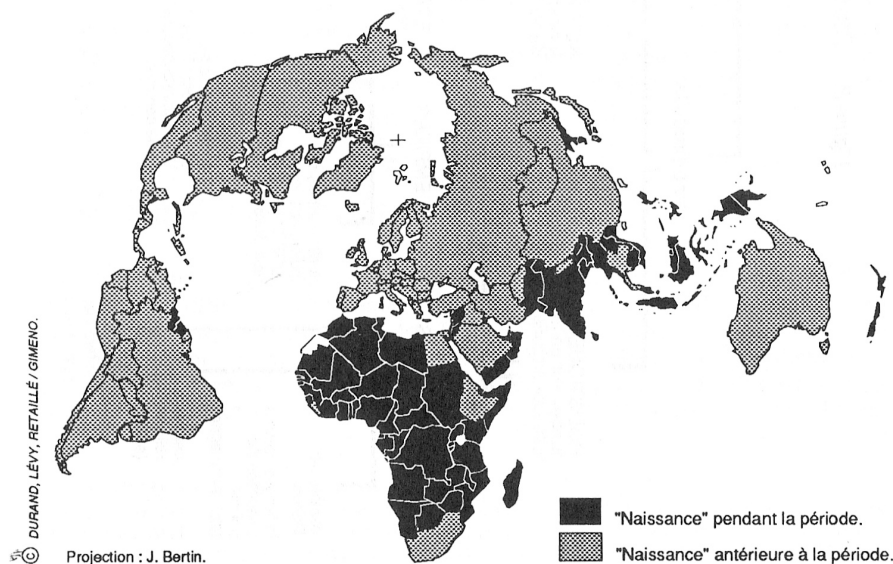 © DURAND, LÉVY, RETAILLÉ / GIMENO.
Projection : J. Bertin.
"Naissance" pendant la période.
"Naissance" antérieure à la période.